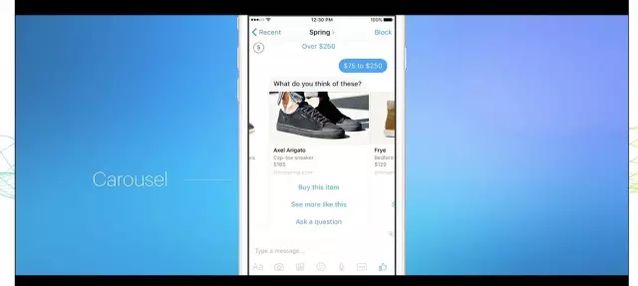 12:30 PM
100%
Recent
Spring
Block
S
Over $250
$75 to $250
What do you think of these?
Axel Arigato
Cap-toe sneaker
$165
Frye
$120
Carousel
Buy this item
See more like this
Ask a question
Type a message...
Aa